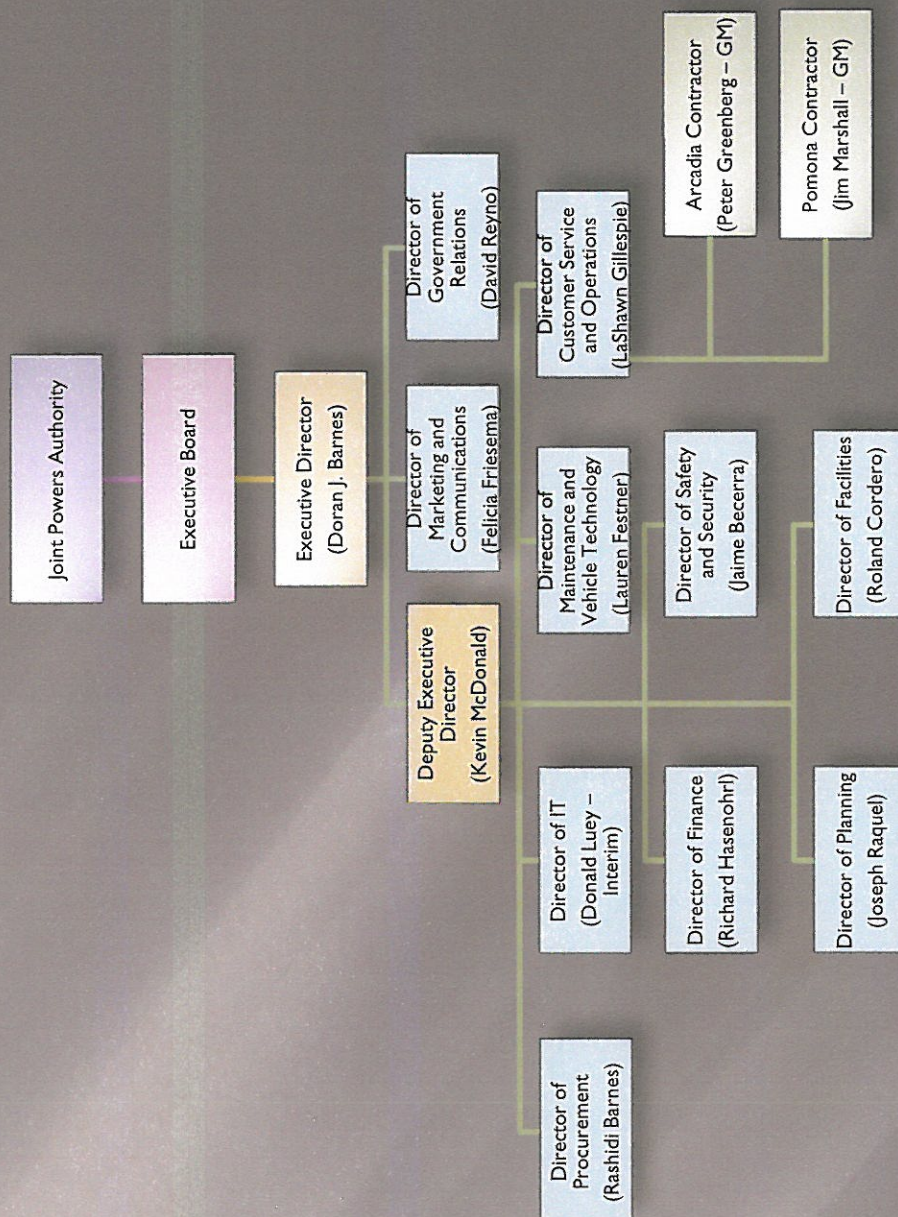 Joint Powers Authority
Executive Board
Executive Director
(Doran J. Barnes)
Deputy Executive
Director
(Kevin McDonald)
Director of
Marketing and
Communications
(Felicia Friesema)
Director of
Government
Relations
(David Reyno)
Director of
Procurement
(Rashidi Barnes)
Director of IT
(Donald Luey –
Interim)
Director of
Maintenance and
Vehicle Technology
(Lauren Festner)
Director of
Customer Service
and Operations
(LaShawn Gillespie)
Director of Finance
(Richard Hasenohrl)
Director of Safety
and Security
(Jaime Becerra)
Arcadia Contractor
(Peter Greenberg – GM)
Director of Planning
(Joseph Raquel)
Director of Facilities
(Roland Cordero)
Pomona Contractor
(Jim Marshall – GM)